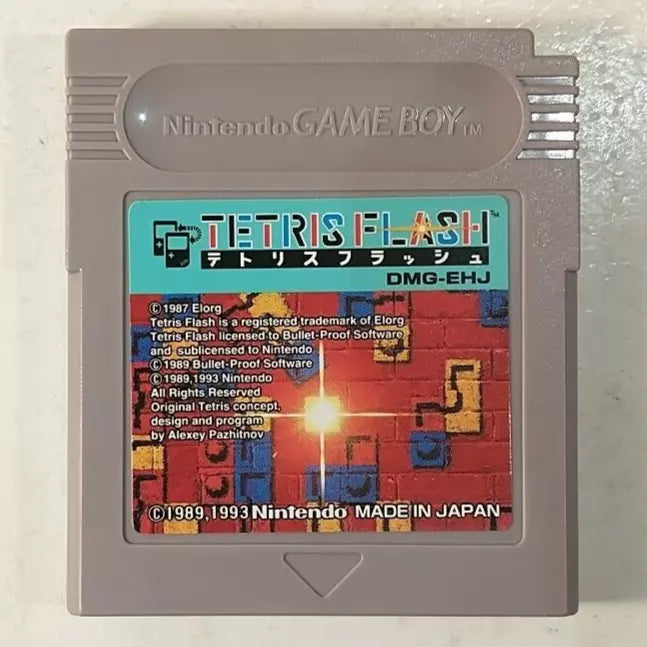 Nintendo GAME BOY TM
TETRIS FLASH™
テトリスフラッシュ
DMG-EHJ
© 1987 Elorg
Tetris Flash is a registered trademark of Elorg
Tetris Flash licensed to Bullet-Proof Software
and sublicensed to Nintendo
© 1989 Bullet-Proof Software
© 1989,1993 Nintendo
All Rights Reserved
Original Tetris concept,
design and program
by Alexey Pazhitnov
©1989,1993 Nintendo MADE IN JAPAN